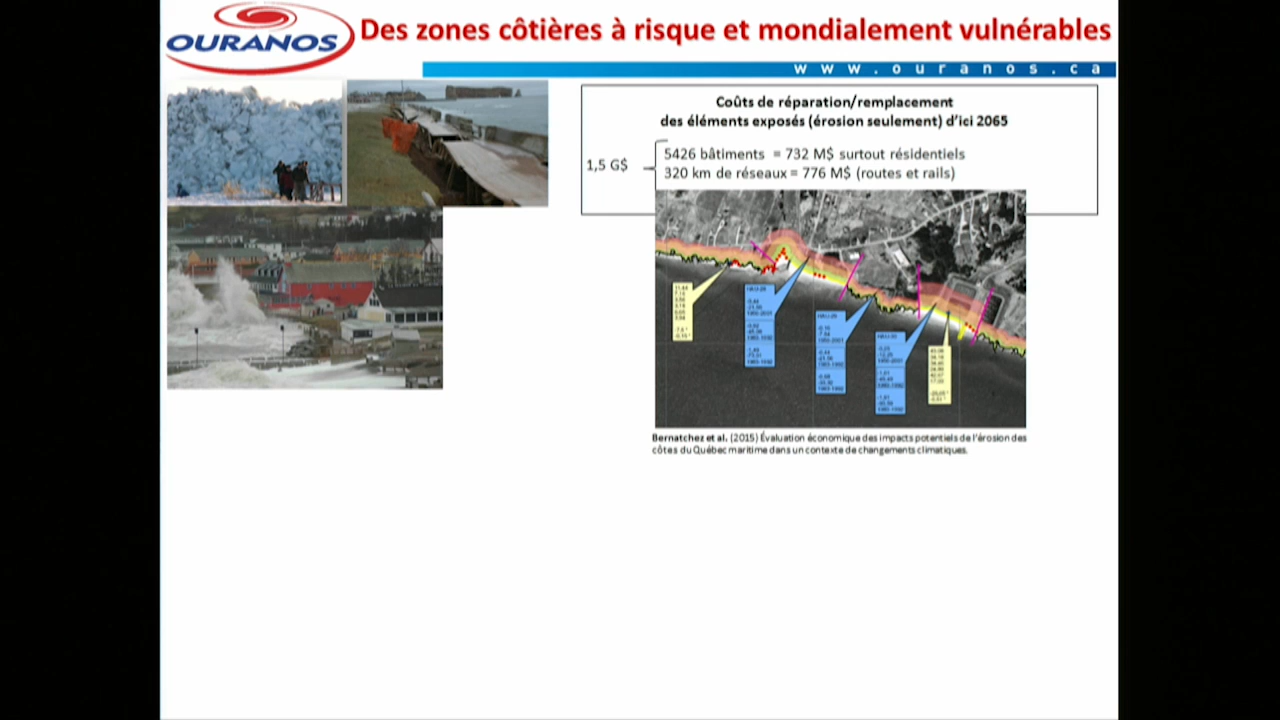 OURANOS
Des zones côtières à risque et mondialement vulnérables
www.ouranos.ca
Coûts de réparation/remplacement
des éléments exposés (érosion seulement) d'ici 2065
1,5 G$
5426 bâtiments = 732 M$ surtout résidentiels
320 km de réseaux = 776 M$ (routes et rails)
Bernatchez et al. (2015) Évaluation économique des impacts potentiels de l'érosion des
côtes du Québec maritime dans un contexte de changements climatiques.